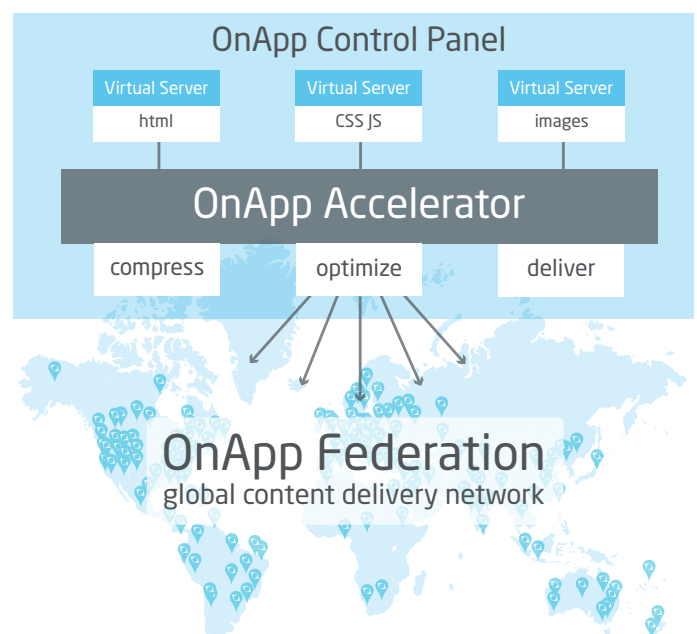 OnApp Control Panel
Virtual Server
html
Virtual Server
CSS JS
Virtual Server
images
OnApp Accelerator
compress
optimize
deliver
OnApp Federation
global content delivery network